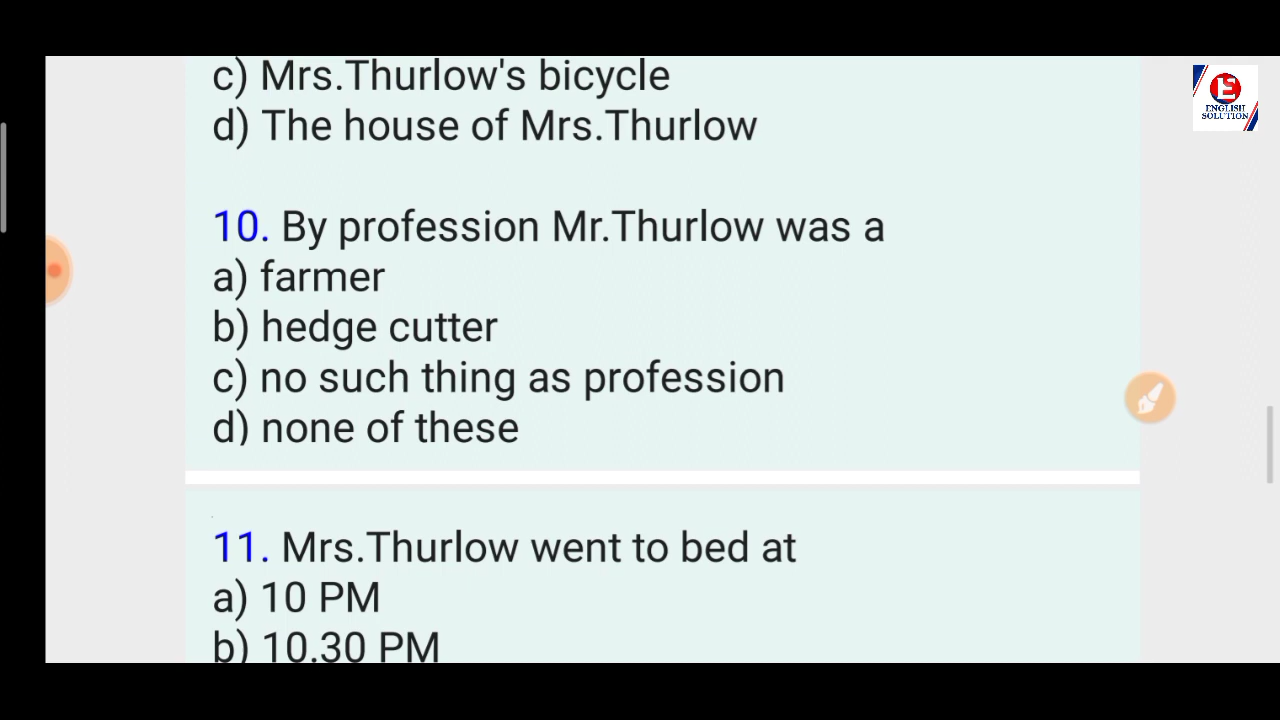 c) Mrs.Thurlow's bicycle
d) The house of Mrs.Thurlow
10. By profession Mr.Thurlow was a
a) farmer
b) hedge cutter
c) no such thing as profession
d) none of these
11. Mrs.Thurlow went to bed at
a) 10 PM
b) 10.30 PM
ES
ENGLISH
SOLUTION